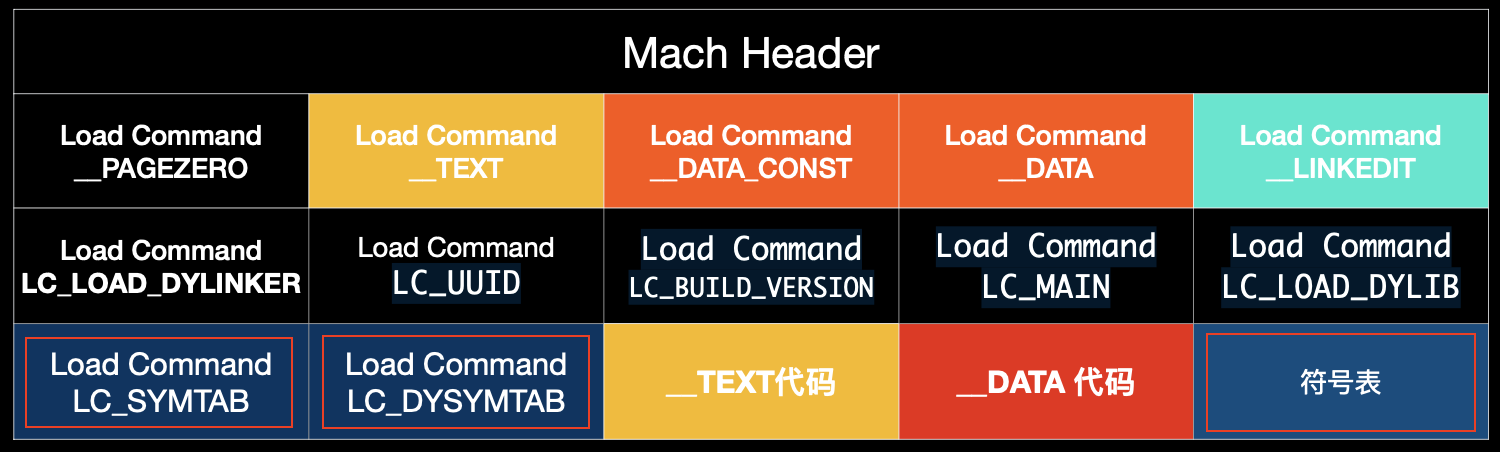 Mach Header
Load Command
__PAGEZERO
Load Command
__TEXT
Load Command
__DATA_CONST
Load Command
__DATA
Load Command
__LINKEDIT
Load Command
LC_LOAD_DYLINKER
Load Command
LC_UUID
Load Command
LC_BUILD_VERSION
Load Command
LC_MAIN
Load Command
LC_LOAD_DYLIB
Load Command
LC_SYMTAB
Load Command
LC_DYSYMTAB
__TEXT代码
__DATA 代码
符号表